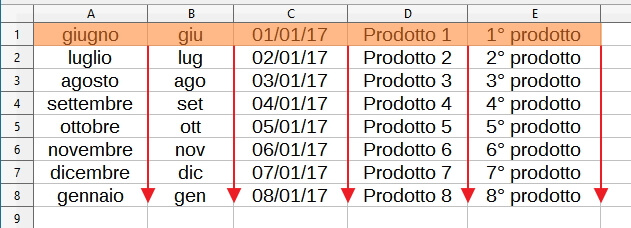 A B C D E
1 giugno giu 01/01/17 Prodotto 1 1° prodotto
2 luglio lug 02/01/17 Prodotto 2 2° prodotto
3 agosto ago 03/01/17 Prodotto 3 3° prodotto
4 settembre set 04/01/17 Prodotto 4 4° prodotto
5 ottobre ott 05/01/17 Prodotto 5 5° prodotto
6 novembre nov 06/01/17 Prodotto 6 6° prodotto
7 dicembre dic 07/01/17 Prodotto 7 7° prodotto
8 gennaio gen 08/01/17 Prodotto 8 8° prodotto
9